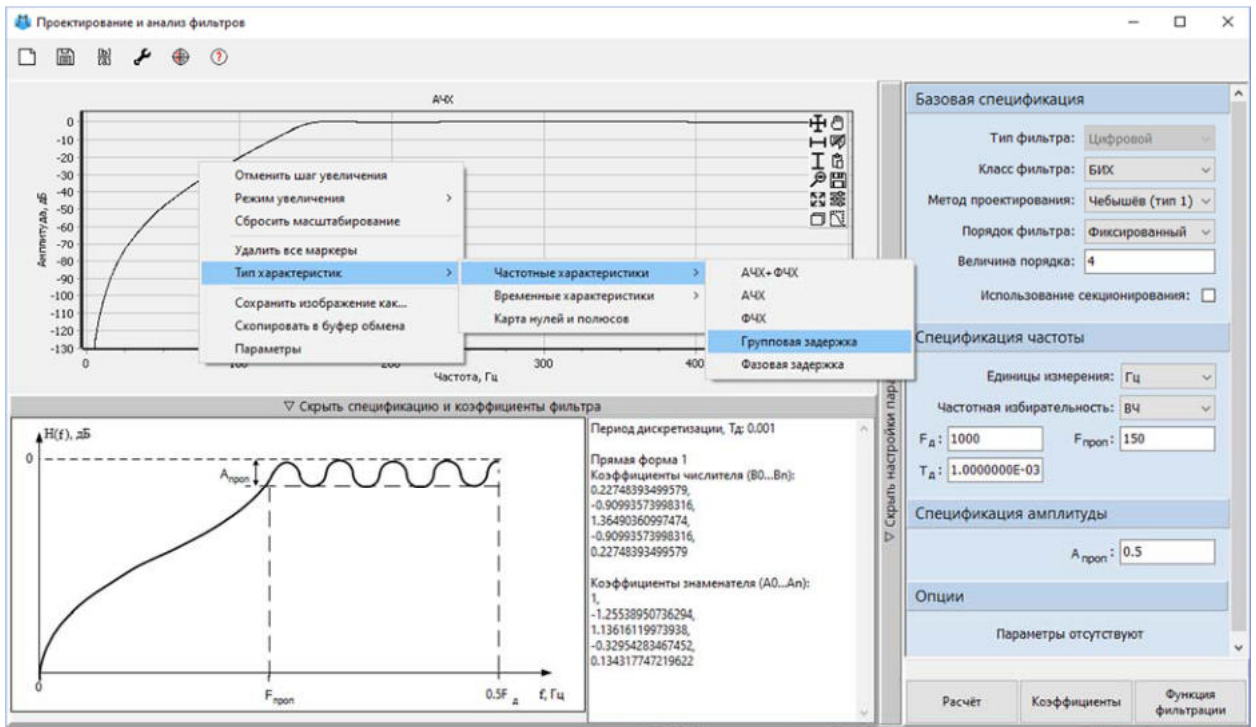 Проектирование и анализ фильтров
АЧХ
Амплитуда, дБ
0
-10
-20
-30
-40
-50
-60
-70
-80
-90
-100
-110
-120
-130
0
100
200
300
400
Частота, Гц
Отменить шаг увеличения
Режим увеличения
Сбросить масштабирование
Удалить все маркеры
Тип характеристик
Сохранить изображение как...
Скопировать в буфер обмена
Параметры
Частотные характеристики
Временные характеристики
Карта нулей и полюсов
АЧХ+ФЧХ
АЧХ
ФЧХ
Групповая задержка
Фазовая задержка
▽ Скрыть настройки пара
▽ Скрыть спецификацию и коэффициенты фильтра
H(f), дБ
0
Aпроп
0
Fпроп
0.5F д
f, Гц
Период дискретизации, Тд: 0.001
Прямая форма 1
Коэффициенты числителя (B0...Bn):
0.22748393499579,
-0.90993573998316,
1.36490360997474,
-0.90993573998316,
0.22748393499579
Коэффициенты знаменателя (A0...An):
1,
-1.25538950736294,
1.13616119973938,
-0.32954283467452,
0.134317747219622
Базовая спецификация
Тип фильтра: Цифровой
Класс фильтра: БИХ
Метод проектирования: Чебышёв (тип 1)
Порядок фильтра: Фиксированный
Величина порядка: 4
Использование секционирования:
Спецификация частоты
Единицы измерения: Гц
Частотная избирательность: ВЧ
Fд: 1000 Fпроп: 150
Tд: 1.0000000E-03
Спецификация амплитуды
A проп: 0.5
Опции
Параметры отсутствуют
Расчёт Коэффициенты Функция фильтрации